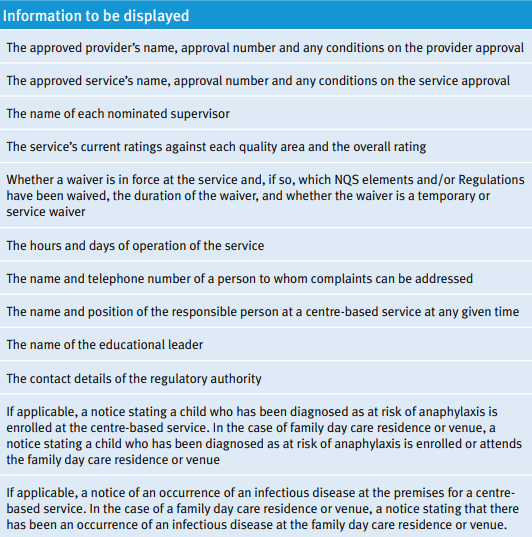 Information to be displayed
The approved provider's name, approval number and any conditions on the provider approval
The approved service's name, approval number and any conditions on the service approval
The name of each nominated supervisor
The service's current ratings against each quality area and the overall rating
Whether a waiver is in force at the service and, if so, which NQS elements and/or Regulations
have been waived, the duration of the waiver, and whether the waiver is a temporary or
service waiver
The hours and days of operation of the service
The name and telephone number of a person to whom complaints can be addressed
The name and position of the responsible person at a centre-based service at any given time
The name of the educational leader
The contact details of the regulatory authority
If applicable, a notice stating a child who has been diagnosed as at risk of anaphylaxis is
enrolled at the centre-based service. In the case of family day care residence or venue, a
notice stating a child who has been diagnosed as at risk of anaphylaxis is enrolled or attends
the family day care residence or venue
If applicable, a notice of an occurrence of an infectious disease at the premises for a centre-
based service. In the case of a family day care residence or venue, a notice stating that there
has been an occurrence of an infectious disease at the family day care residence or venue.